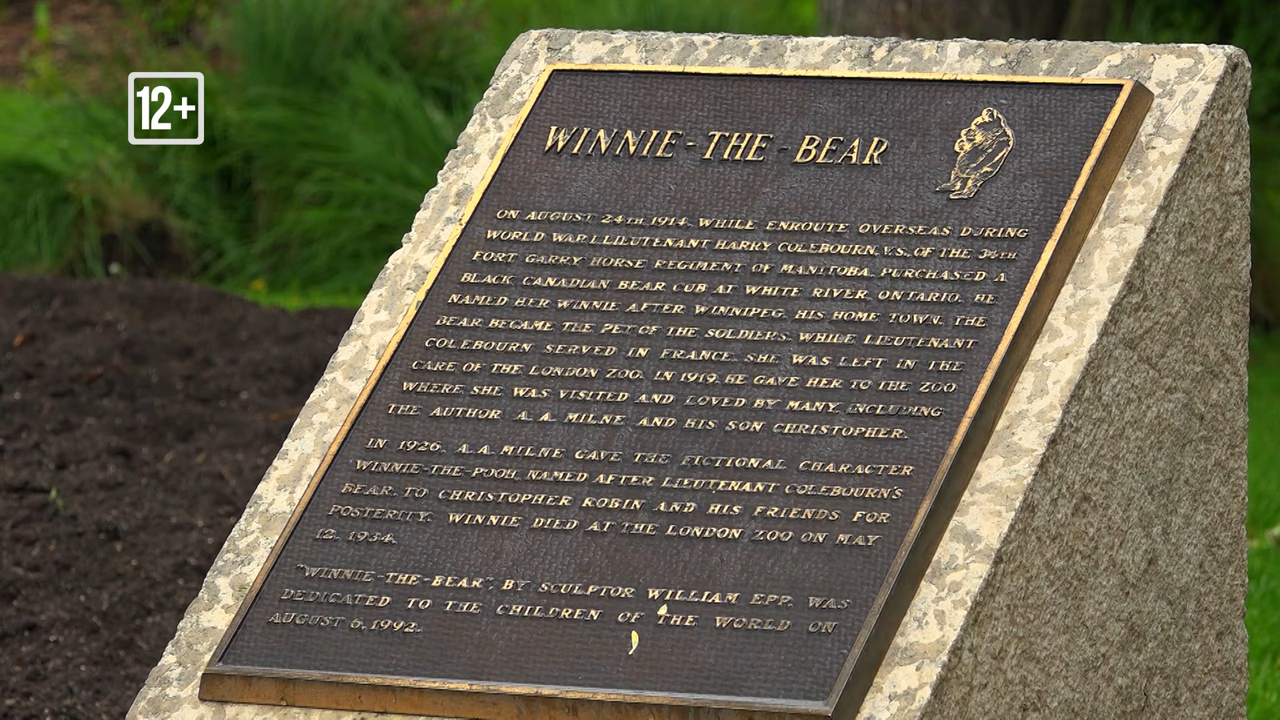 12+
WINNIE-THE-BEAR
ON AUGUST 24TH 1914, WHILE ENROUTE OVERSEAS DURING
WORLD WAR I, LIEUTENANT HARRY COLEBOURN, V.S. OF THE 34TH
FORT GARRY HORSE REGIMENT OF MANITOBA, PURCHASED A
BLACK CANADIAN BEAR CUB AT WHITE RIVER, ONTARIO. HE
NAMED HER WINNIE AFTER WINNIPEG, HIS HOME TOWN. THE
BEAR BECAME THE PET OF THE SOLDIERS. WHILE LIEUTENANT
COLEBOURN SERVED IN FRANCE, SHE WAS LEFT IN THE
CARE OF THE LONDON ZOO. IN 1919, HE GAVE HER TO THE ZOO
WHERE SHE WAS VISITED AND LOVED BY MANY, INCLUDING
THE AUTHOR A. A. MILNE AND HIS SON CHRISTOPHER.
IN 1926, A.A. MILNE GAVE THE FICTIONAL CHARACTER
WINNIE-THE-POOH, NAMED AFTER LIEUTENANT COLEBOURN'S
BEAR, TO CHRISTOPHER ROBIN AND HIS FRIENDS FOR
POSTERITY. WINNIE DIED AT THE LONDON ZOO ON MAY
12, 1934.
"WINNIE-THE-BEAR", BY SCULPTOR WILLIAM EPP, WAS
DEDICATED TO THE CHILDREN OF THE WORLD ON
AUGUST 6, 1992.